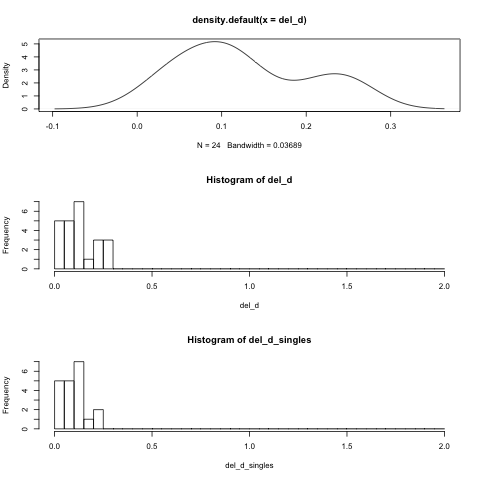 density.default(x = del_d)
Density
0 1 2 3 4 5
-0.1 0.0 0.1 0.2 0.3
N = 24 Bandwidth = 0.03689
Histogram of del_d
Frequency
0 2 4 6
0.0 0.5 1.0 1.5 2.0
del_d
Histogram of del_d_singles
Frequency
0 2 4 6
0.0 0.5 1.0 1.5 2.0
del_d_singles